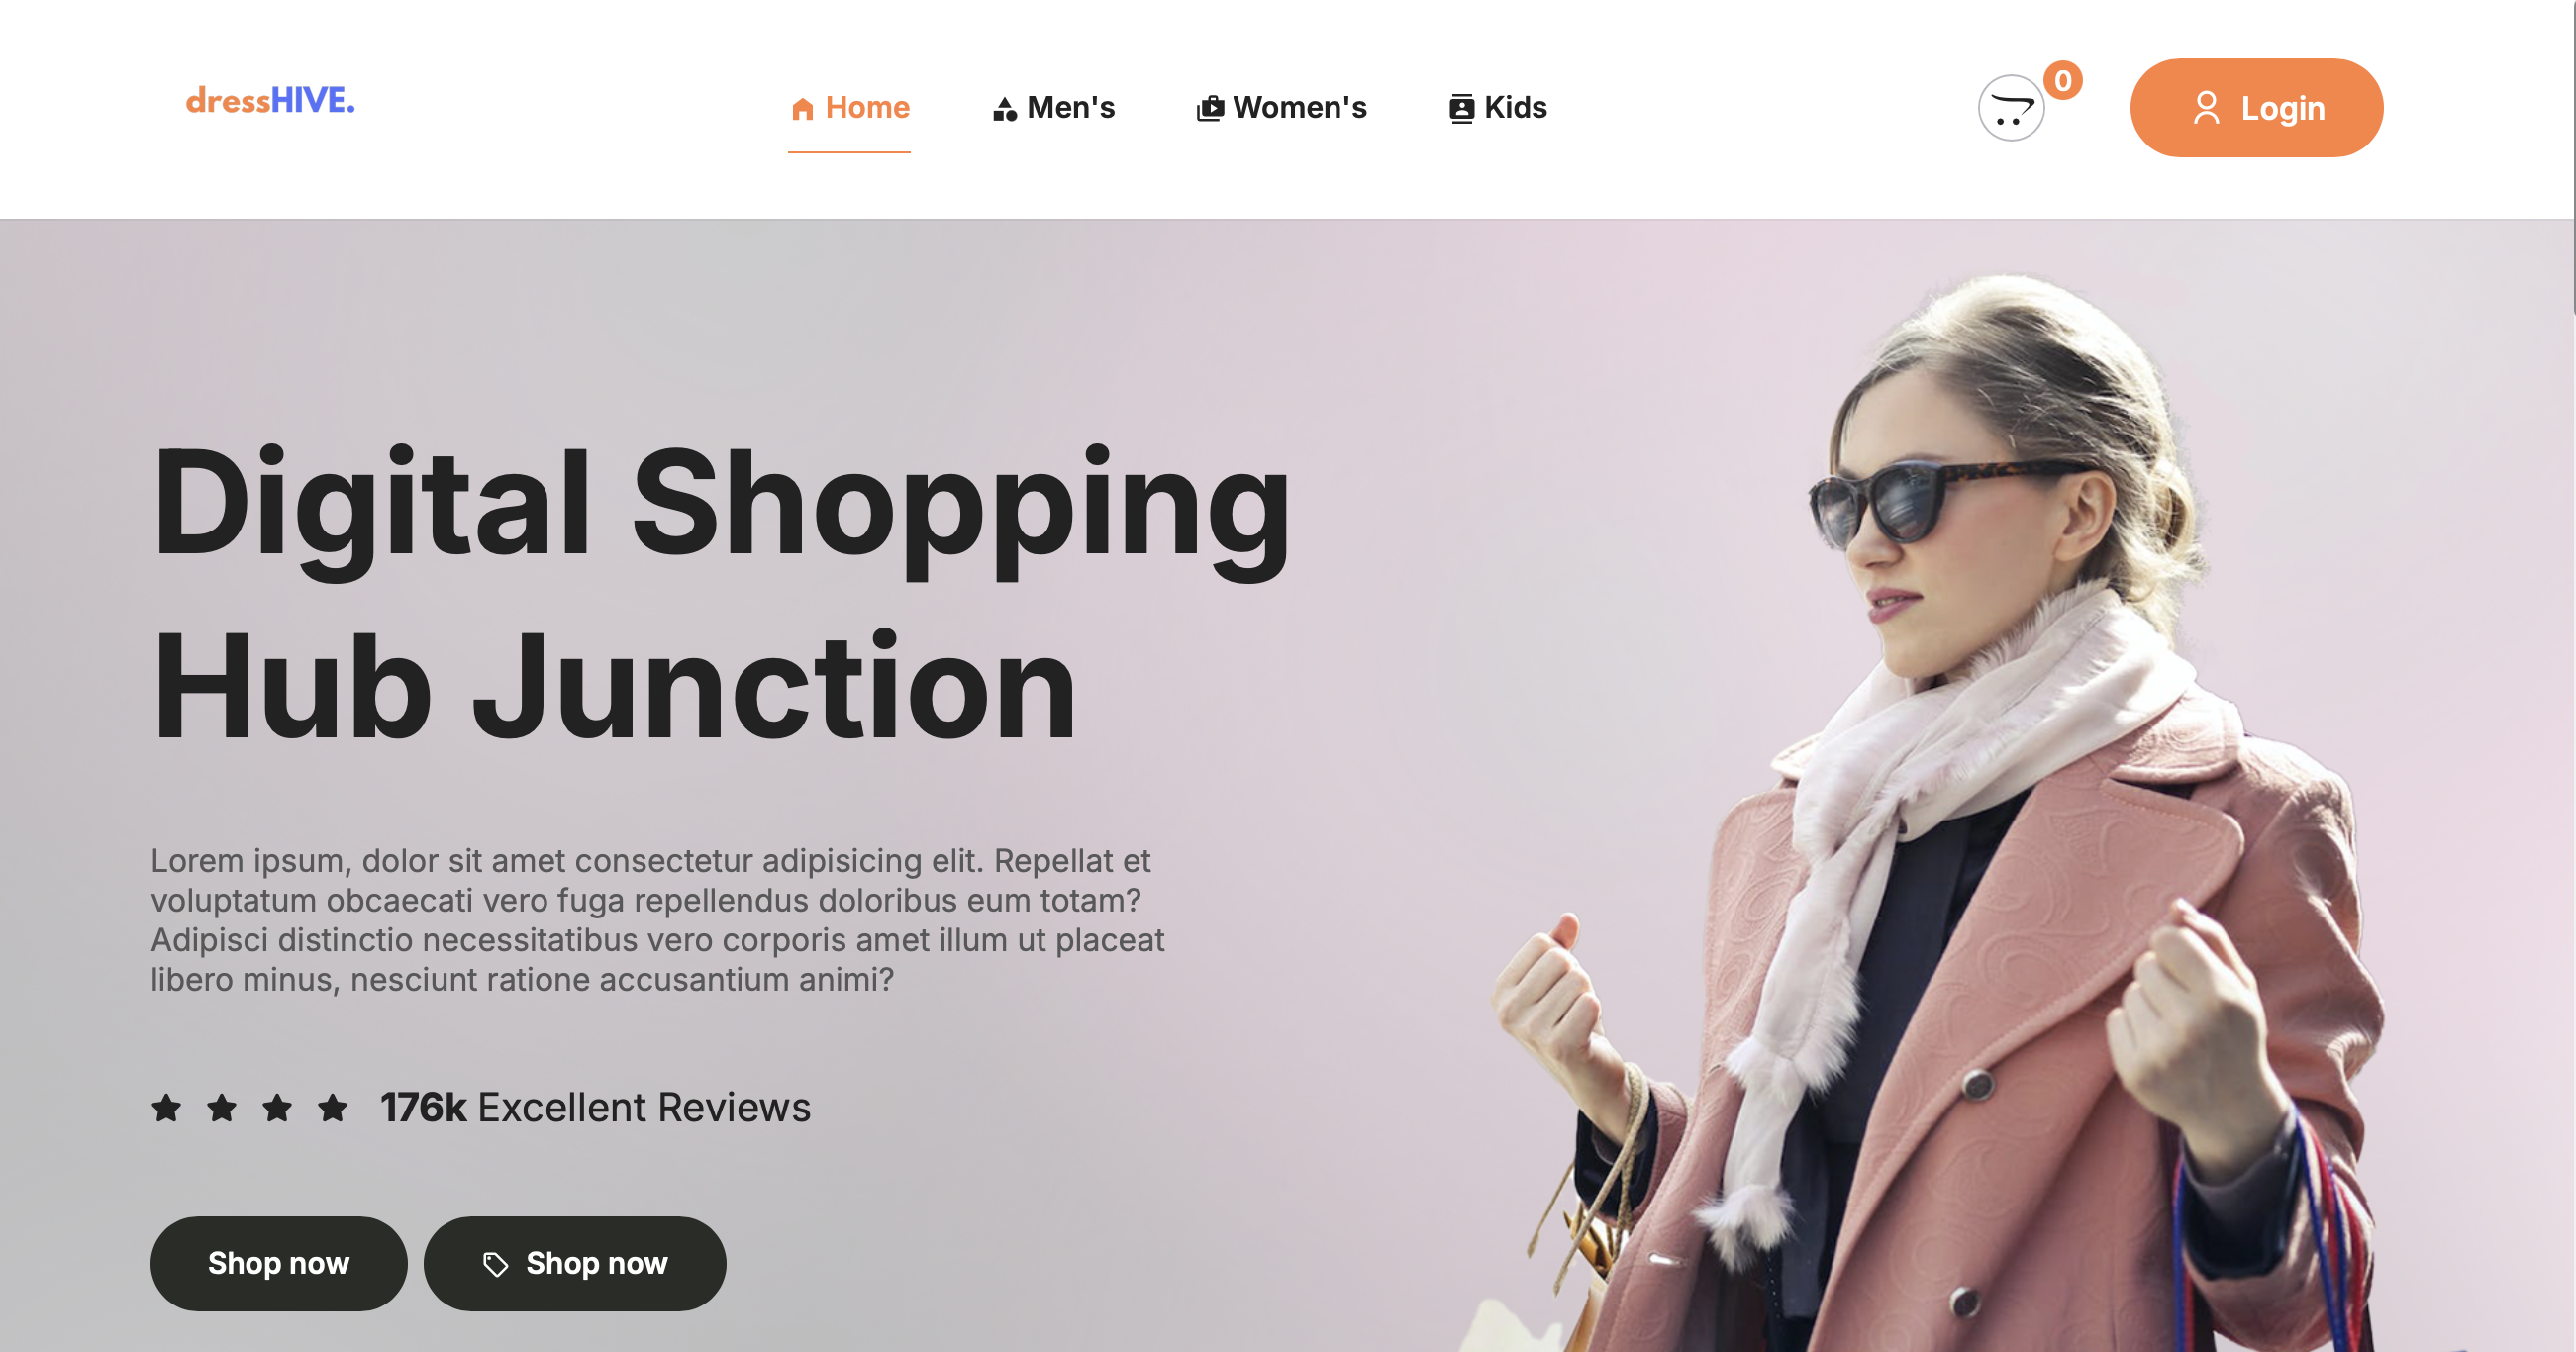 dressHIVE.
Home
Men's
Women's
Kids
0
Login
Digital Shopping
Hub Junction
Lorem ipsum, dolor sit amet consectetur adipisicing elit. Repellat et
voluptatum obcaecati vero fuga repellendus doloribus eum totam?
Adipisci distinctio necessitatibus vero corporis amet illum ut placeat
libero minus, nesciunt ratione accusantium animi?
176k Excellent Reviews
Shop now
Shop now